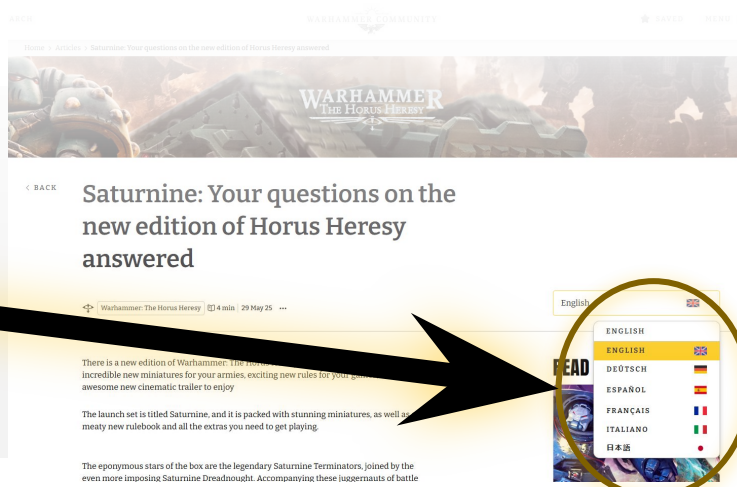 ARCH
WARHAMMER COMMUNITY
LATEST
MENU
Home > Articles > Saturnine: Your questions on the new edition of Horus Heresy answered
WARHAMMER
THE HORUS HERESY
< BACK
Saturnine: Your questions on the
new edition of Horus Heresy
answered
Warhammer: The Horus Heresy
4 min
29 May 25
...
English
ENGLISH
ENGLISH
DEÛTSCH
ESPAÑOL
FRANÇAIS
ITALIANO
日本語
There is a new edition of Warhammer: The
incredible new miniatures for your armies, exciting new rules for your
awesome new cinematic trailer to enjoy
The launch set is titled Saturnine, and it is packed with stunning miniatures, as well as
meaty new rulebook and all the extras you need to get playing.
The eponymous stars of the box are the legendary Saturnine Terminators, joined by the
even more imposing Saturnine Dreadnought. Accompanying these juggernauts of battle